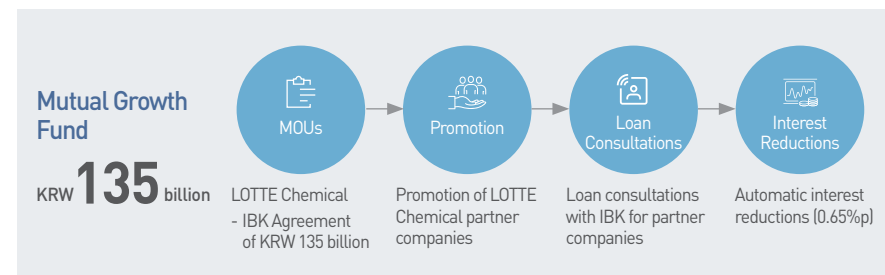 Mutual Growth
Fund
KRW 135 billion
MOUs
LOTTE Chemical
- IBK Agreement
of KRW 135 billion
Promotion
Promotion of LOTTE
Chemical partner
companies
Loan
Consultations
Loan consultations
with IBK for partner
companies
Interest
Reductions
Automatic interest
reductions (0.65%p)